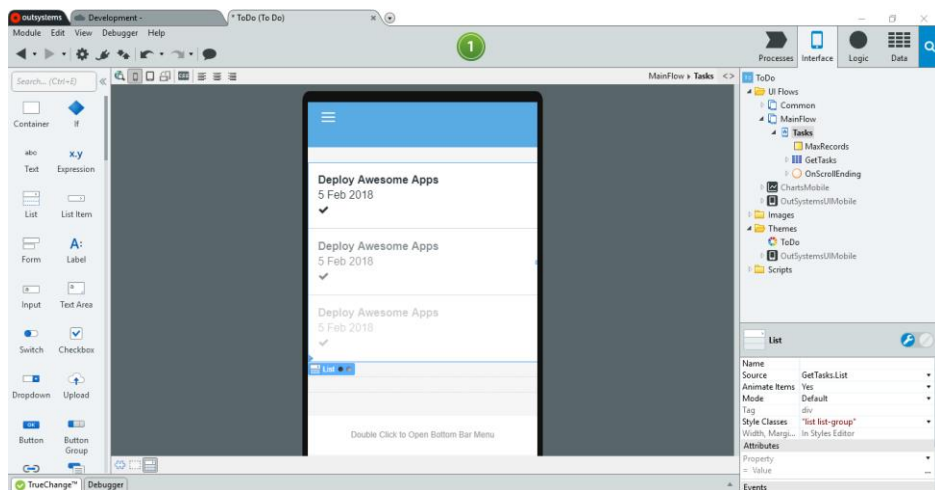 outsystems
Development -
* ToDo (To Do)
Module Edit View Debugger Help
1
Processes
Interface
Logic
Data
Search... (Ctrl+E)
MainFlow ▸ Tasks
Container
If
abc
Text
x.y
Expression
List
List Item
Form
A:
Label
Input
Text Area
Switch
Checkbox
Dropdown
Upload
OK
Button
Button Group
Deploy Awesome Apps
5 Feb 2018
Deploy Awesome Apps
5 Feb 2018
Deploy Awesome Apps
5 Feb 2018
List
Double Click to Open Bottom Bar Menu
ToDo
UI Flows
Common
MainFlow
Tasks
MaxRecords
GetTasks
OnScrollEnding
ChartsMobile
OutSystemsUIMobile
Images
Themes
ToDo
OutSystemsUIMobile
Scripts
List
Name
Source GetTasks.List
Animate Items Yes
Mode Default
Tag div
Style Classes "list list-group"
Width, Margi... In Styles Editor
Attributes
Property
= Value ...
Events
TrueChange™
Debugger